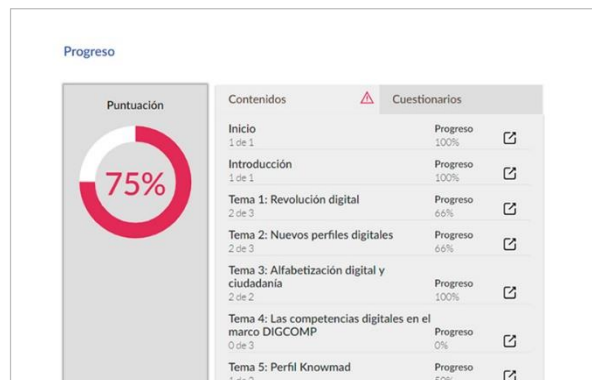 Progreso
Puntuación
75%
Contenidos
Cuestionarios
Inicio
1 de 1
Progreso
100%
Introducción
1 de 1
Progreso
100%
Tema 1: Revolución digital
2 de 3
Progreso
66%
Tema 2: Nuevos perfiles digitales
2 de 3
Progreso
66%
Tema 3: Alfabetización digital y
ciudadanía
2 de 2
Progreso
100%
Tema 4: Las competencias digitales en el
marco DIGCOMP
0 de 3
Progreso
0%
Tema 5: Perfil Knowmad
Progreso